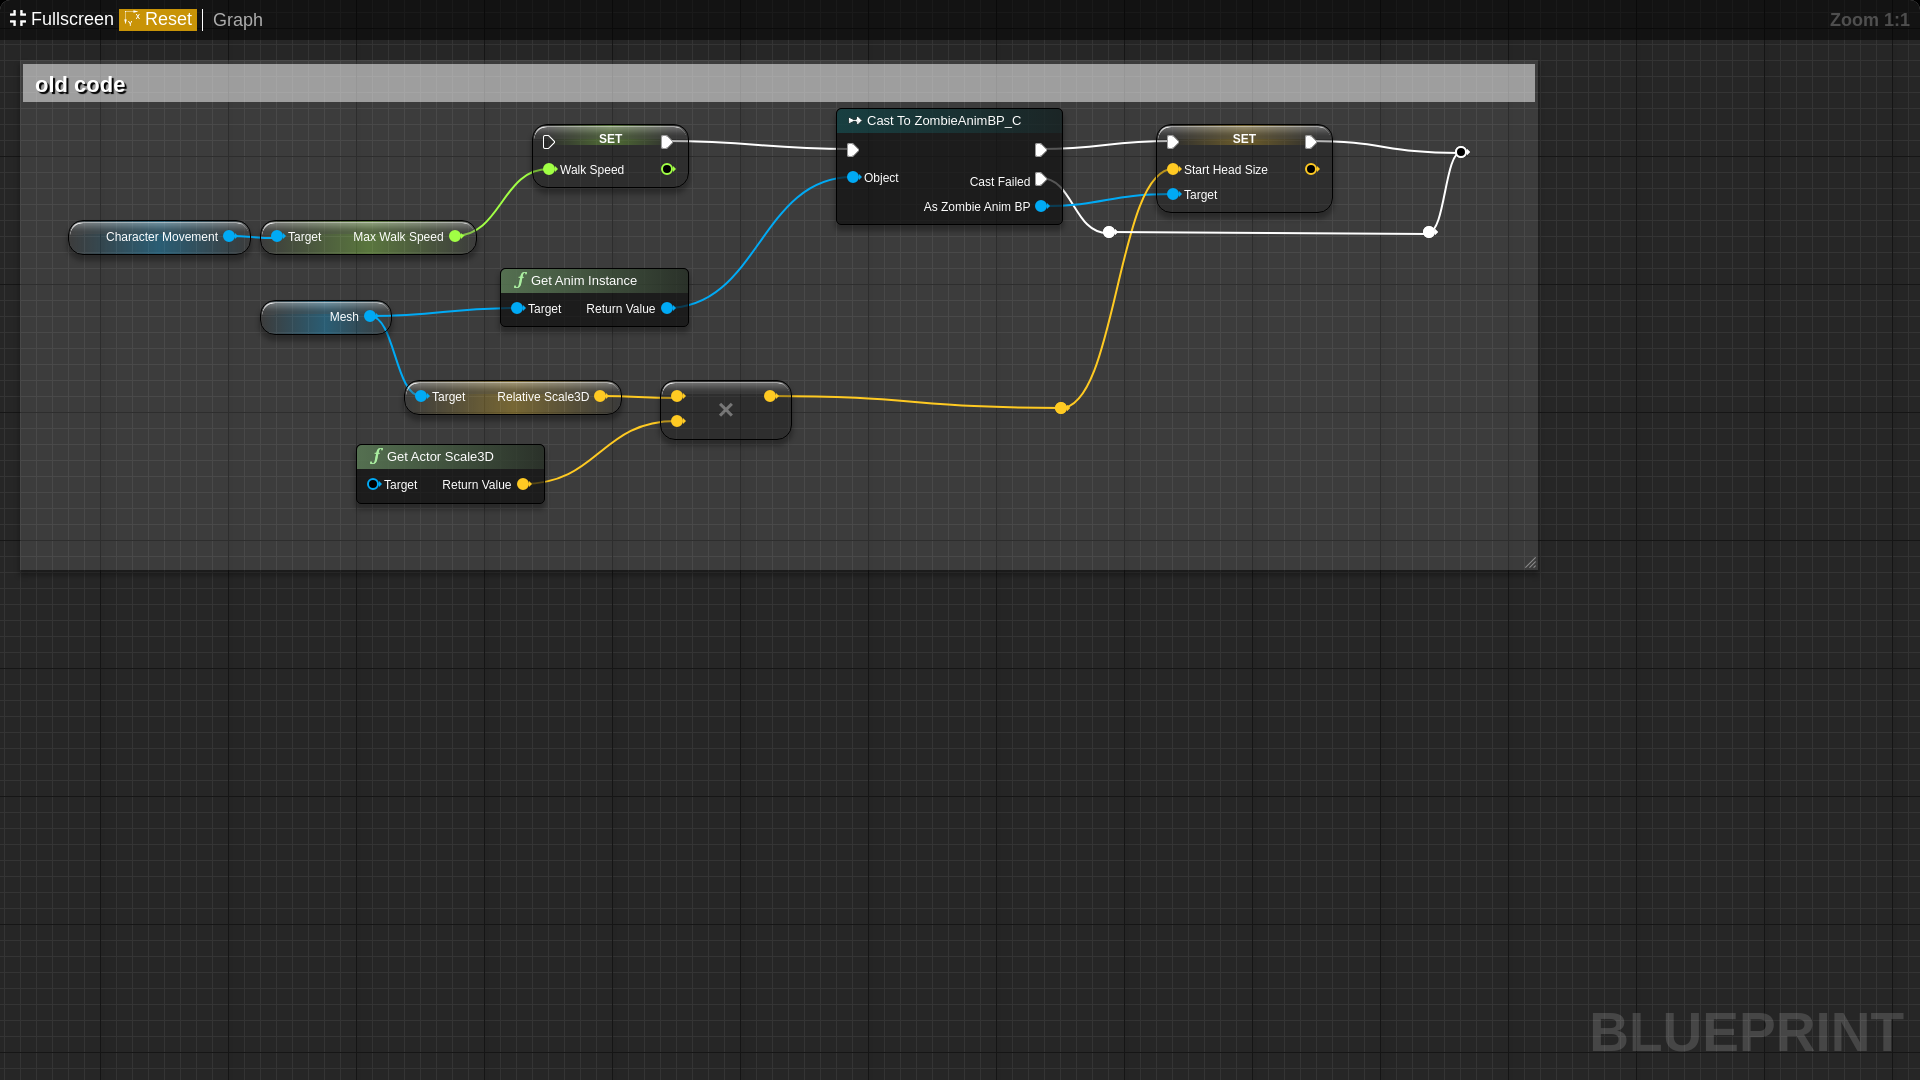 Fullscreen Reset Graph Zoom 1:1
old code
SET
Walk Speed
Cast To ZombieAnimBP_C
Object
Cast Failed
As Zombie Anim BP
SET
Start Head Size
Target
Character Movement
Target Max Walk Speed
Get Anim Instance
Target Return Value
Mesh
Target Relative Scale3D
Get Actor Scale3D
Target Return Value
BLUEPRINT